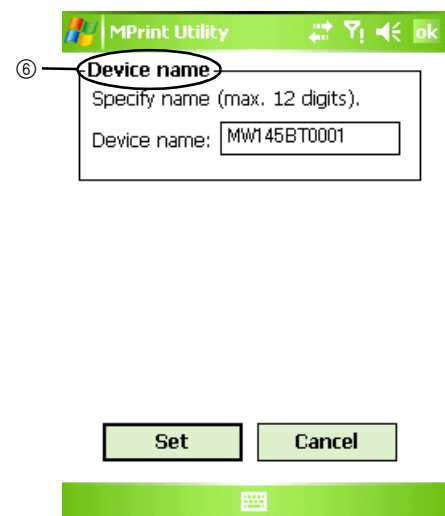 MPrint Utility
ok
⑥
Device name
Specify name (max. 12 digits).
Device name: MW145BT0001
Set
Cancel